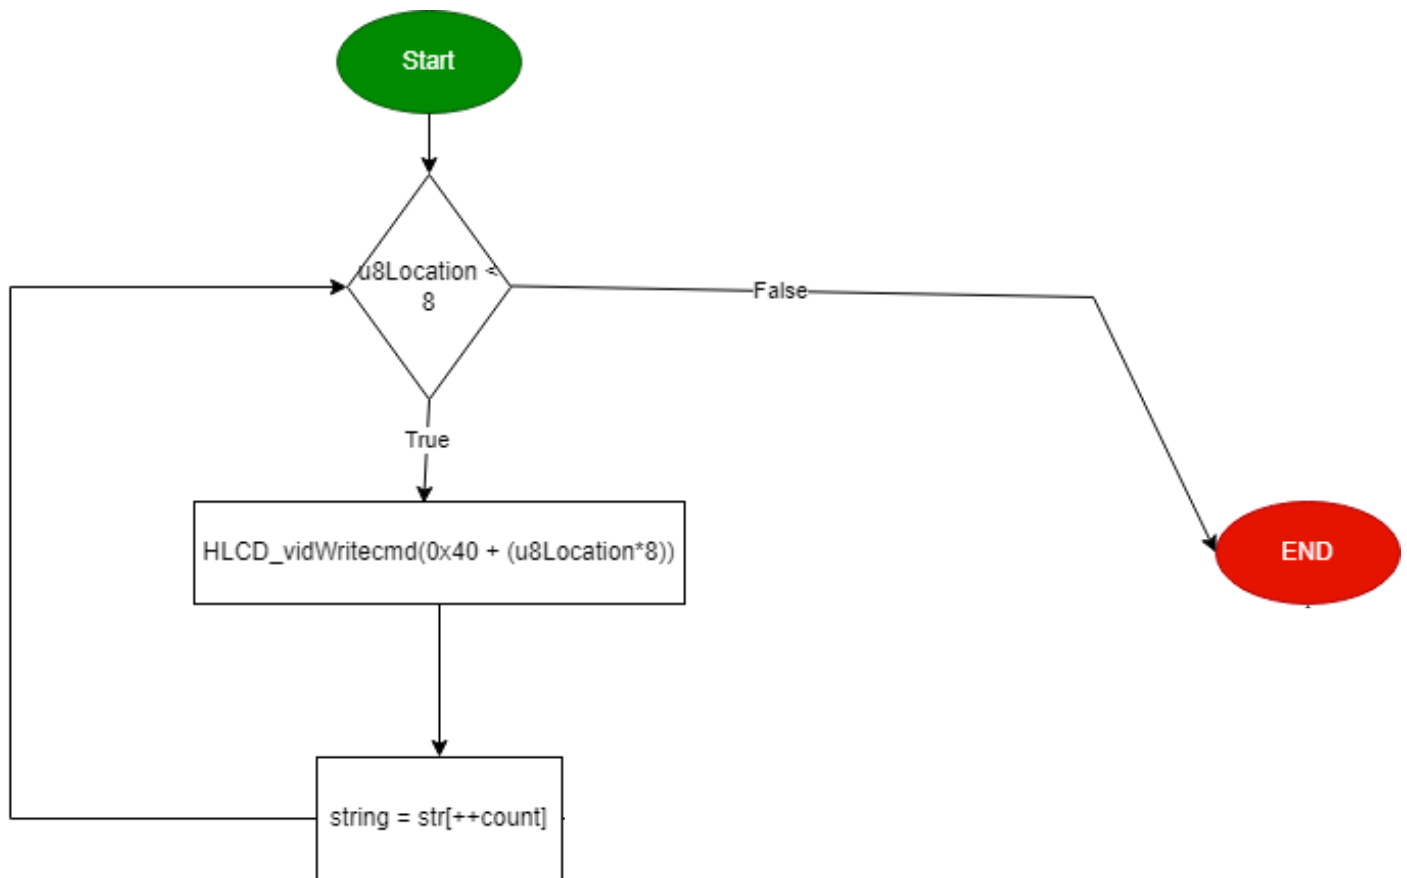 Start
u8Location <
8
False
True
HLCD_vidWritecmd(0x40 + (u8Location*8))
END
string = str[++count]